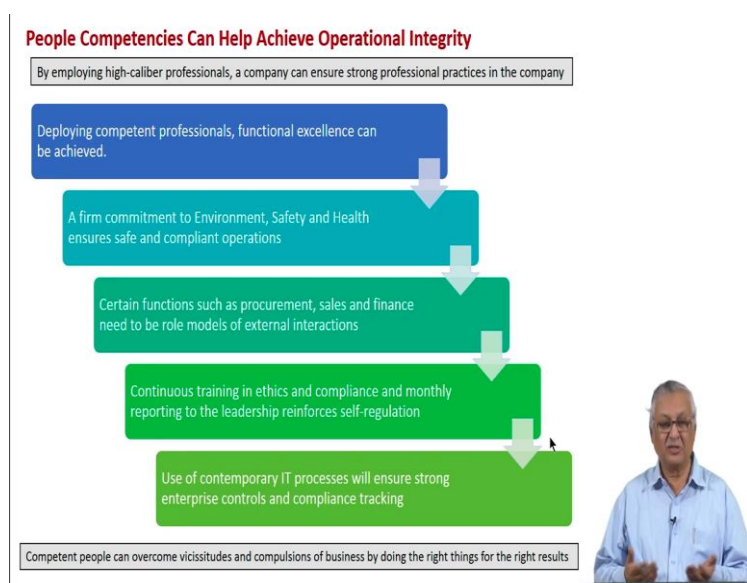 People Competencies Can Help Achieve Operational Integrity
By employing high-caliber professionals, a company can ensure strong professional practices in the company
Deploying competent professionals, functional excellence can
be achieved.
A firm commitment to Environment, Safety and Health
ensures safe and compliant operations
Certain functions such as procurement, sales and finance
need to be role models of external interactions
Continuous training in ethics and compliance and monthly
reporting to the leadership reinforces self-regulation
Use of contemporary IT processes will ensure strong
enterprise controls and compliance tracking
Competent people can overcome vicissitudes and compulsions of business by doing the right things for the right results